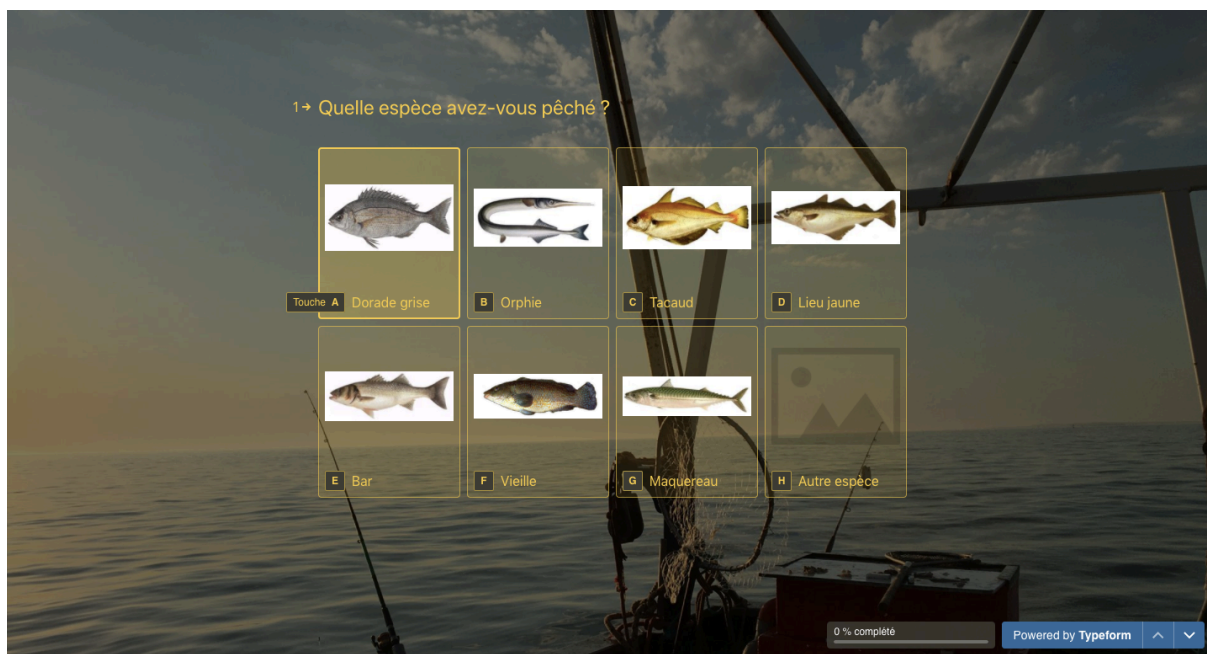 1→ Quelle espèce avez-vous pêché ?
Touche A Dorade grise
B Orphie
C Tacaud
D Lieu jaune
E Bar
F Vieille
G Maquereau
H Autre espèce
0 % complété
Powered by Typeform